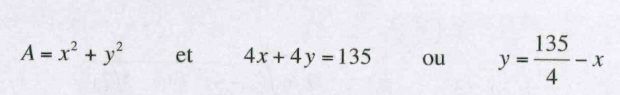 A = x² + y² et 4x + 4y = 135 ou y = 135/4 − x